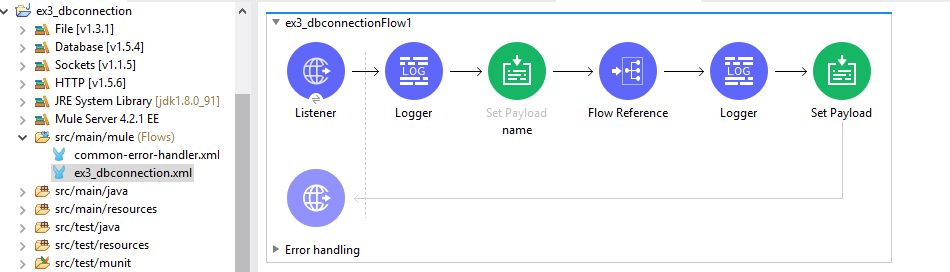 ex3_dbconnection
File [v1.3.1]
Database [v1.5.4]
Sockets [v1.1.5]
HTTP [v1.5.6]
JRE System Library [jdk1.8.0_91]
Mule Server 4.2.1 EE
src/main/mule (Flows)
common-error-handler.xml
ex3_dbconnection.xml
src/main/java
src/main/resources
src/test/java
src/test/resources
src/test/munit
ex3_dbconnectionFlow1
LOG
LOG
Listener
Logger
Set Payload
name
Flow Reference
Logger
Set Payload
Error handling